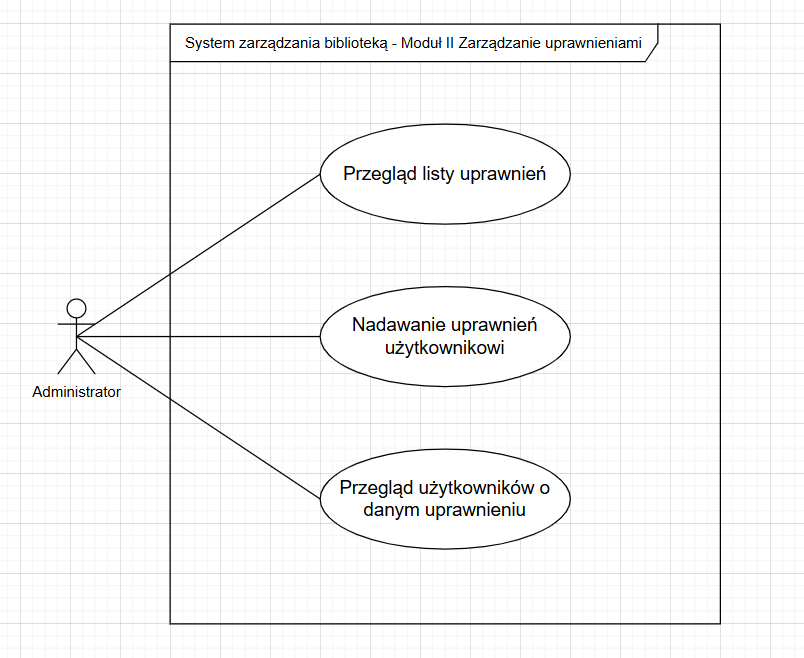 System zarządzania biblioteką - Moduł II Zarządzanie uprawnieniami
Przegląd listy uprawnień
Nadawanie uprawnień
użytkownikowi
Administrator
Przegląd użytkowników o
danym uprawnieniu